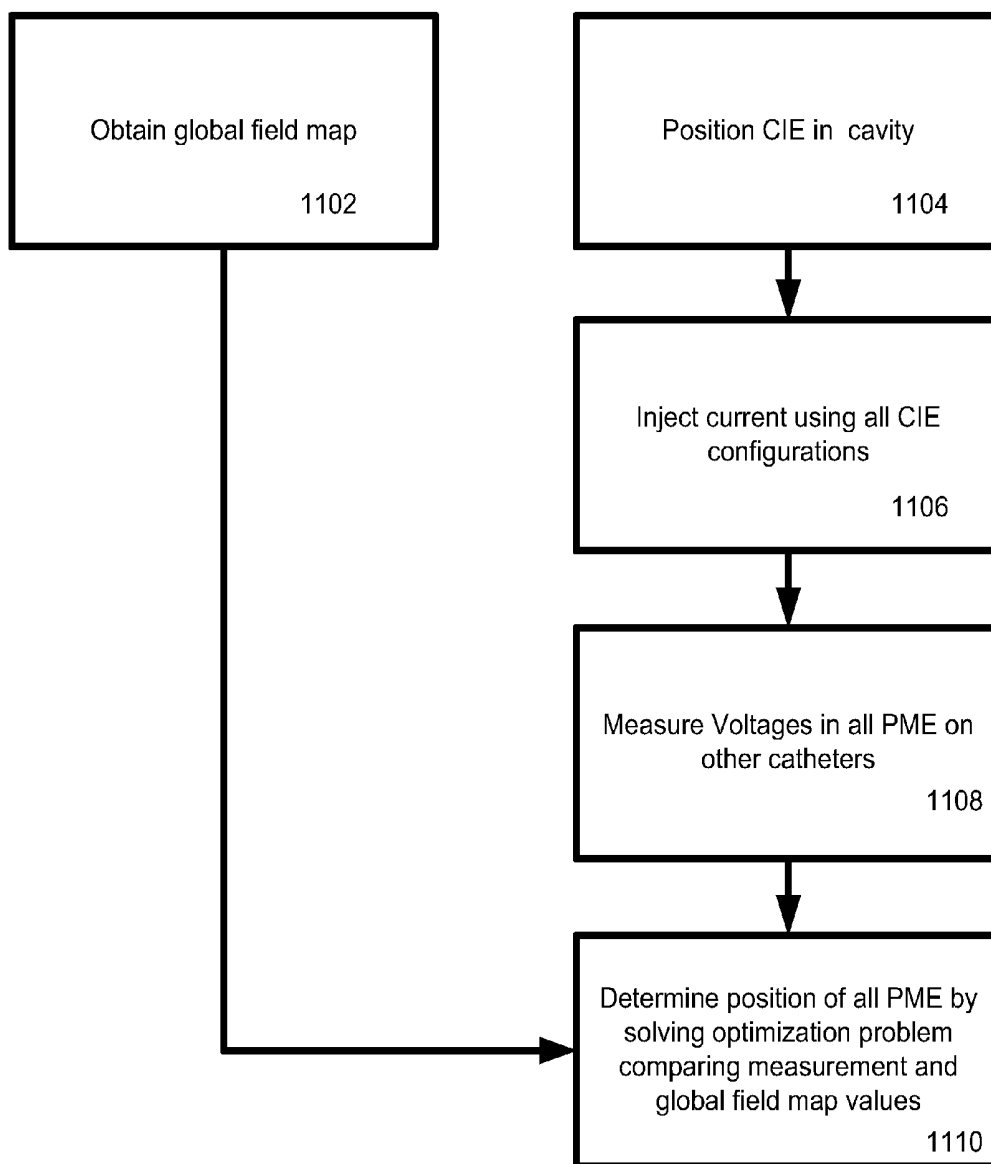 Obtain global field map
1102
Position CIE in cavity
1104
Inject current using all CIE
configurations
1106
Measure Voltages in all PME on
other catheters
1108
Determine position of all PME by
solving optimization problem
comparing measurement and
global field map values
1110